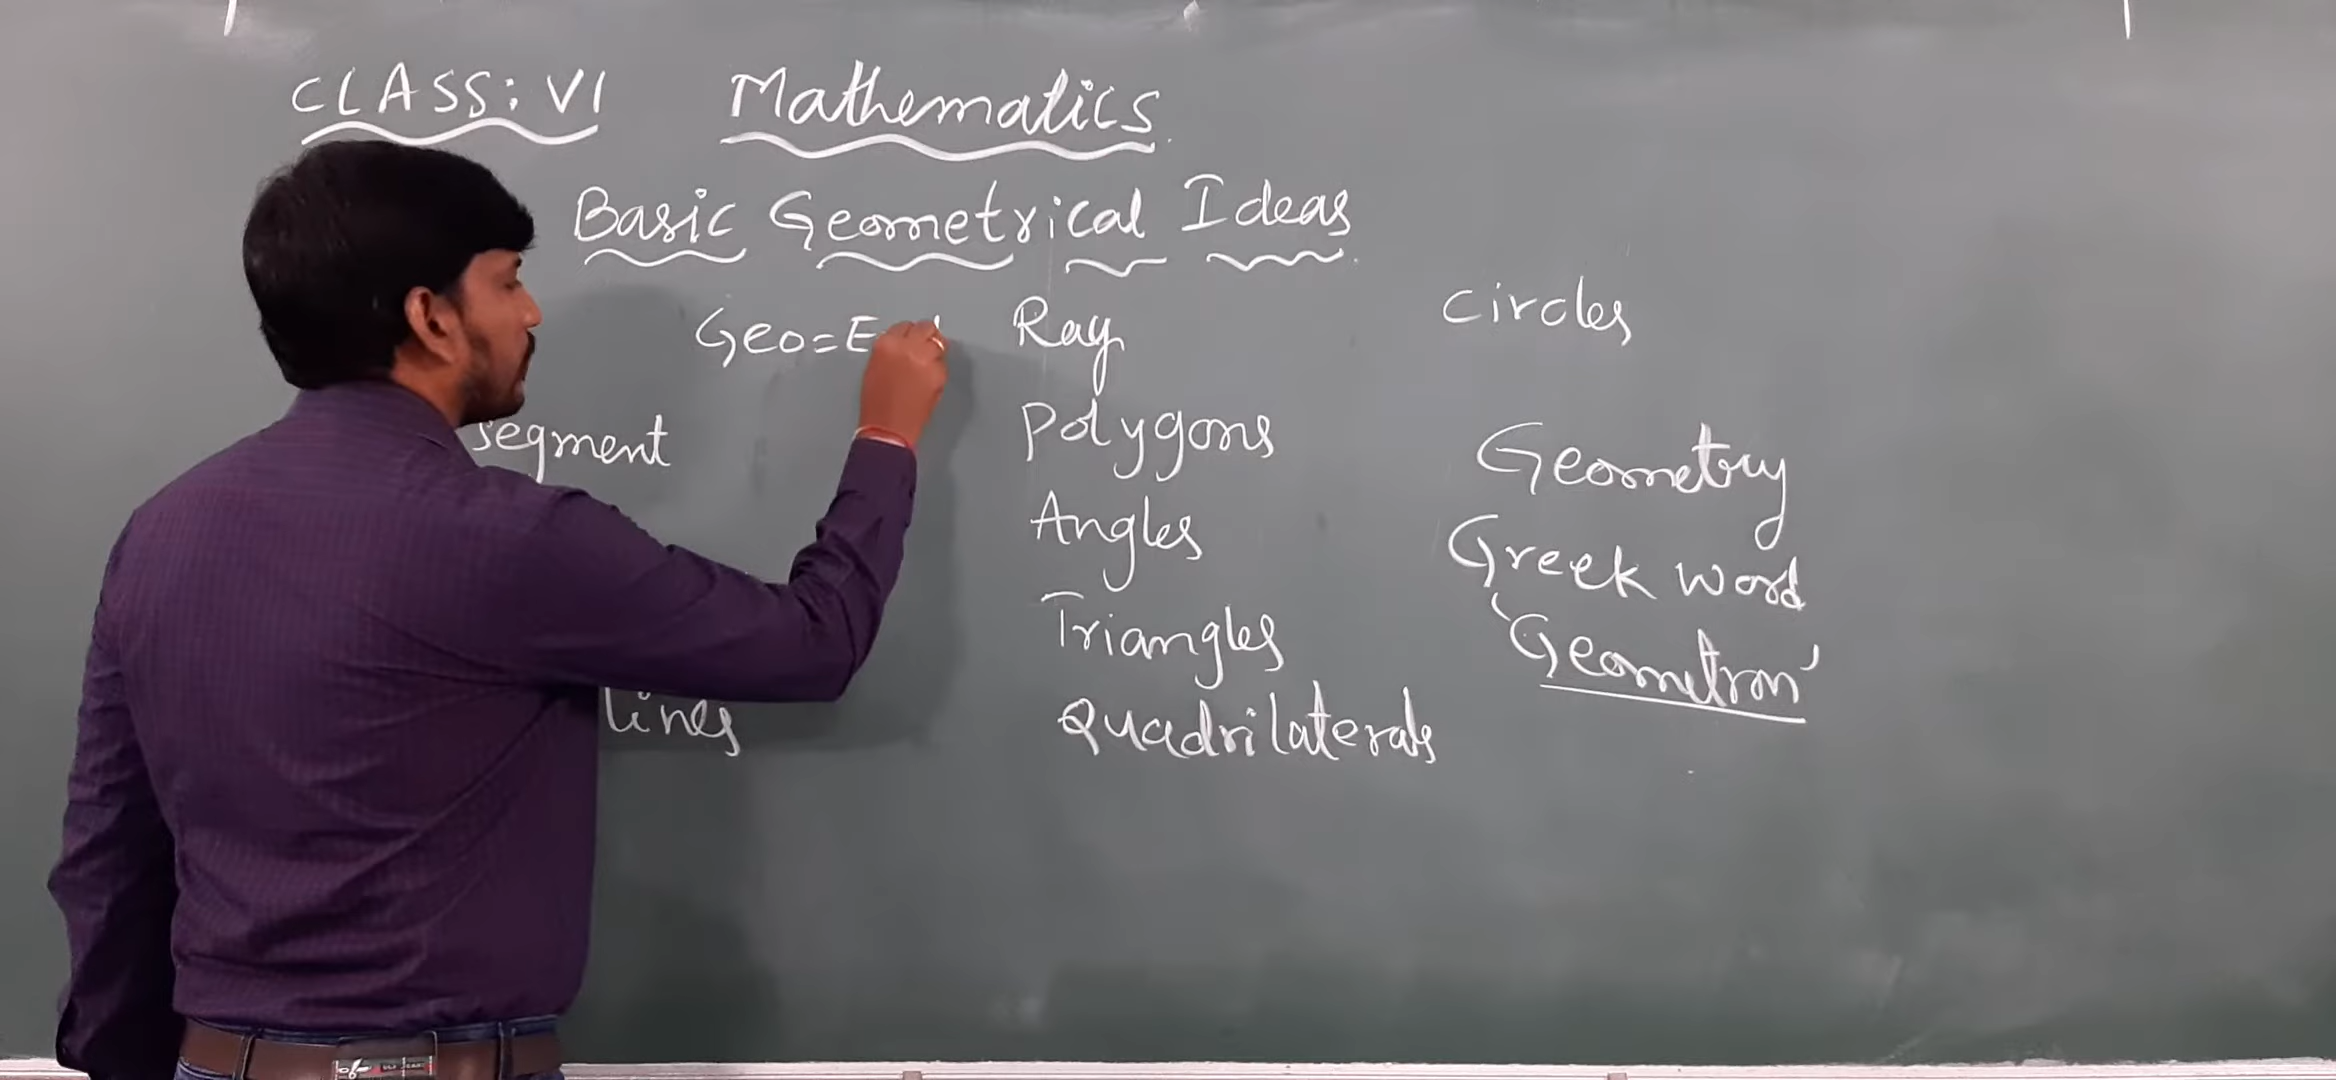 CLASS: VI Mathematics
Basic Geometrical Ideas
Geo=E
segment
lines
Ray
Polygons
Angles
Triangles
Quadrilaterals
Circles
Geometry
Greek word
'Geometron'